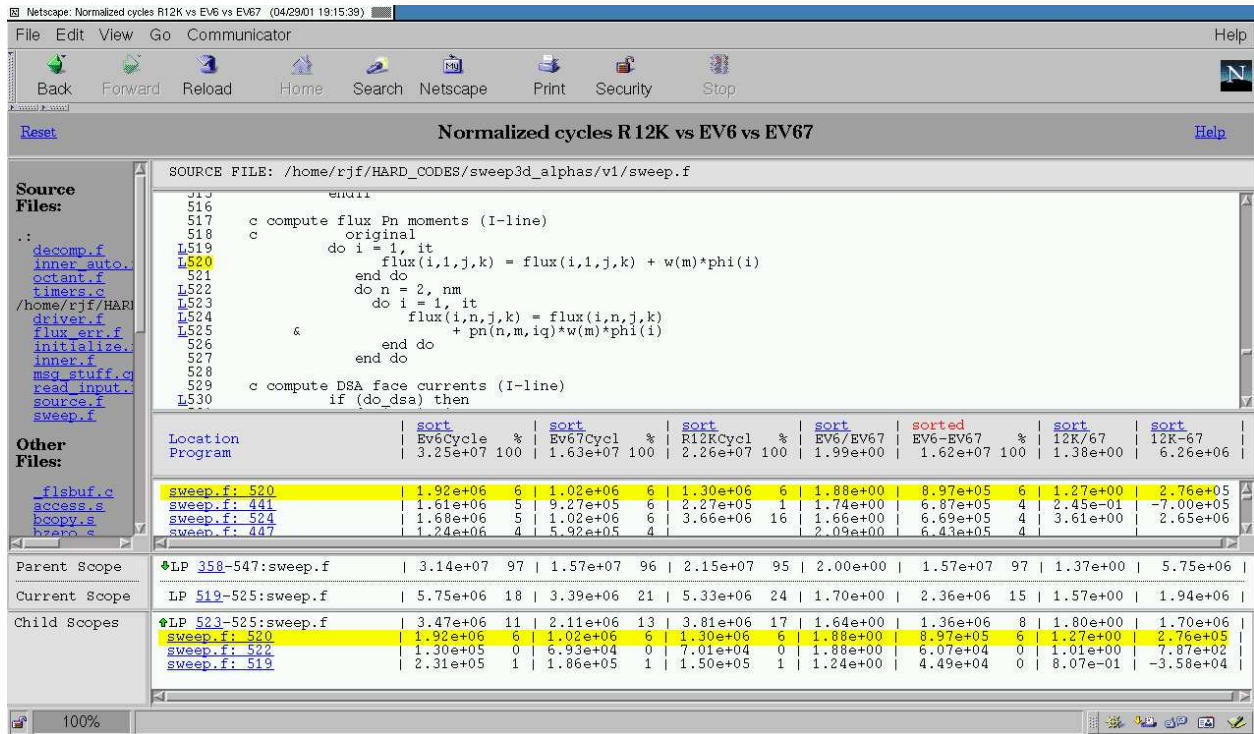 Netscape: Normalized cycles R12K vs EV6 vs EV67 (04/29/01 19:15:39)
File Edit View Go Communicator Help
Back Forward Reload Home Search Netscape Print Security Stop
My
N
Reset Normalized cycles R12K vs EV6 vs EV67 Help
Source
Files:
.:
decomp.f
inner_auto.
octant.f
timers.c
/home/rjf/HARD
driver.f
flux_err.f
initialize.
inner.f
msg_stuff.cp
read_input.
source.f
sweep.f
Other
Files:
_flsbuf.c
access.s
bcopy.s
bzero.s
SOURCE FILE: /home/rjf/HARD_CODES/sweep3d_alphas/v1/sweep.f
515 endif
516
517 c compute flux Pn moments (I-line)
518 c original
L519 do i = 1, it
L520 flux(i,1,j,k) = flux(i,1,j,k) + w(m)*phi(i)
521 end do
L522 do n = 2, nm
L523 do i = 1, it
L524 flux(i,n,j,k) = flux(i,n,j,k)
L525 & + pn(n,m,iq)*w(m)*phi(i)
526 end do
527 end do
528
529 c compute DSA face currents (I-line)
L530 if (do_dsa) then
| sort | sort | sort | sort | sorted | sort | sort |
Location | Ev6Cycle % | Ev67Cycl % | R12KCycl % | EV6/EV67 | EV6-EV67 % | 12K/67 | 12K-67 |
Program | 3.25e+07 100 | 1.63e+07 100 | 2.26e+07 100 | 1.99e+00 | 1.62e+07 100 | 1.38e+00 | 6.26e+06 |
sweep.f: 520 | 1.92e+06 6 | 1.02e+06 6 | 1.30e+06 6 | 1.88e+00 | 8.97e+05 6 | 1.27e+00 | 2.76e+05 |
sweep.f: 441 | 1.61e+06 5 | 9.27e+05 6 | 2.27e+05 1 | 1.74e+00 | 6.87e+05 4 | 2.45e-01 | -7.00e+05 |
sweep.f: 524 | 1.68e+06 5 | 1.02e+06 6 | 3.66e+06 16 | 1.66e+00 | 6.69e+05 4 | 3.61e+00 | 2.65e+06 |
sweep.f: 447 | 1.24e+06 4 | 5.92e+05 4 | | 2.09e+00 | 6.43e+05 4 | | |
Parent Scope LP 358-547:sweep.f | 3.14e+07 97 | 1.57e+07 96 | 2.15e+07 95 | 2.00e+00 | 1.57e+07 97 | 1.37e+00 | 5.75e+06 |
Current Scope LP 519-525:sweep.f | 5.75e+06 18 | 3.39e+06 21 | 5.33e+06 24 | 1.70e+00 | 2.36e+06 15 | 1.57e+00 | 1.94e+06 |
Child Scopes LP 523-525:sweep.f | 3.47e+06 11 | 2.11e+06 13 | 3.81e+06 17 | 1.64e+00 | 1.36e+06 8 | 1.80e+00 | 1.70e+06 |
sweep.f: 520 | 1.92e+06 6 | 1.02e+06 6 | 1.30e+06 6 | 1.88e+00 | 8.97e+05 6 | 1.27e+00 | 2.76e+05 |
sweep.f: 522 | 1.30e+05 0 | 6.93e+04 0 | 7.01e+04 0 | 1.88e+00 | 6.07e+04 0 | 1.01e+00 | 7.87e+02 |
sweep.f: 519 | 2.31e+05 1 | 1.86e+05 1 | 1.50e+05 1 | 1.24e+00 | 4.49e+04 0 | 8.07e-01 | -3.58e+04 |
100%